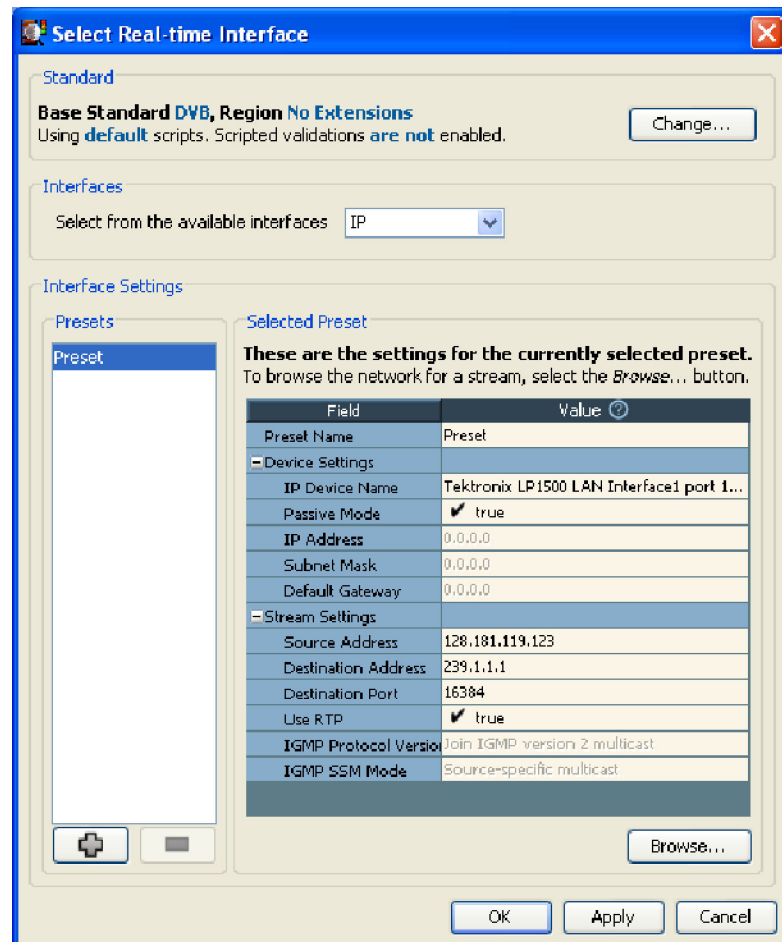 Select Real-time Interface
Standard
Base Standard DVB, Region No Extensions
Using default scripts. Scripted validations are not enabled.
Change...
Interfaces
Select from the available interfaces IP
Interface Settings
Presets
Preset
Selected Preset
These are the settings for the currently selected preset.
To browse the network for a stream, select the Browse... button.
Field Value ?
Preset Name Preset
Device Settings
IP Device Name Tektronix LP1500 LAN Interface1 port 1...
Passive Mode true
IP Address 0.0.0.0
Subnet Mask 0.0.0.0
Default Gateway 0.0.0.0
Stream Settings
Source Address 128.181.119.123
Destination Address 239.1.1.1
Destination Port 16384
Use RTP true
IGMP Protocol Versio Join IGMP version 2 multicast
IGMP SSM Mode Source-specific multicast
Browse...
OK Apply Cancel